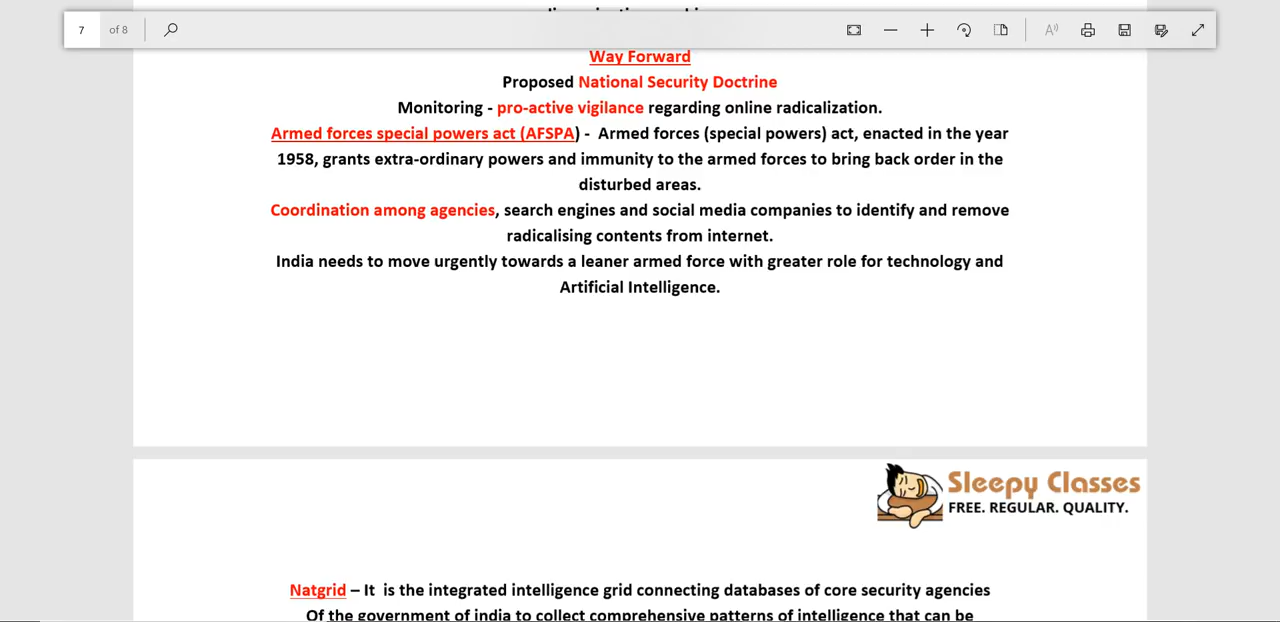 7 of 8
Way Forward
Proposed National Security Doctrine
Monitoring - pro-active vigilance regarding online radicalization.
Armed forces special powers act (AFSPA) - Armed forces (special powers) act, enacted in the year
1958, grants extra-ordinary powers and immunity to the armed forces to bring back order in the
disturbed areas.
Coordination among agencies, search engines and social media companies to identify and remove
radicalising contents from internet.
India needs to move urgently towards a leaner armed force with greater role for technology and
Artificial Intelligence.
Sleepy Classes
FREE. REGULAR. QUALITY.
Natgrid – It is the integrated intelligence grid connecting databases of core security agencies
Of the government of india to collect comprehensive patterns of intelligence that can be